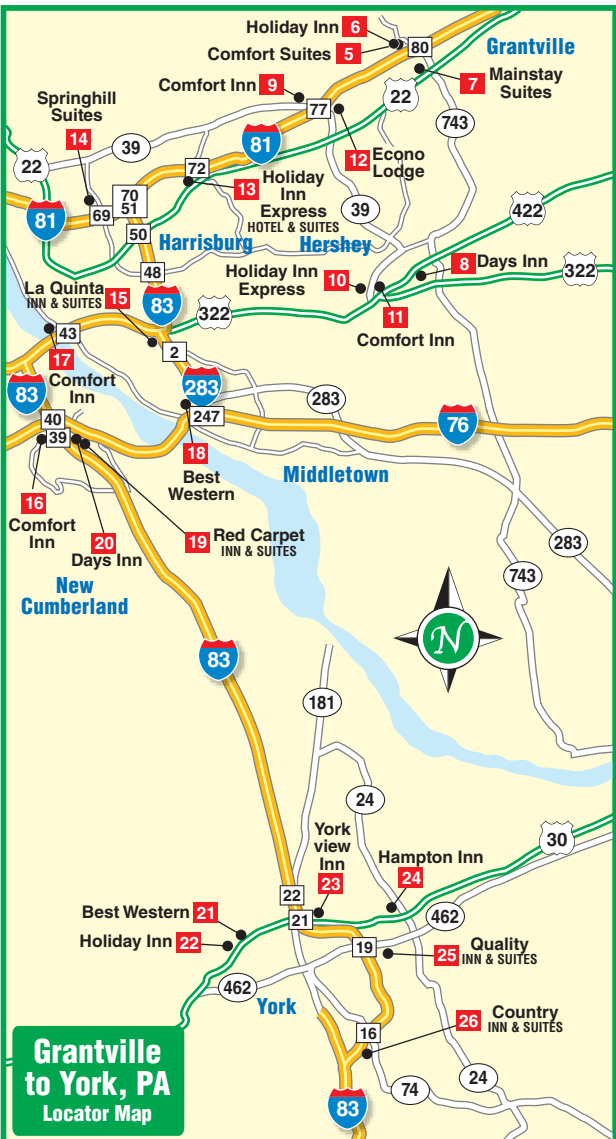 Holiday Inn 6
Comfort Suites 5
80
Grantville
7 Mainstay
Suites
Comfort Inn 9
77
22
743
Springhill
Suites
14
39
81
12 Econo
Lodge
22
72
13 Holiday
Inn
Express
HOTEL & SUITES
39
70
51
69
81
50
Harrisburg
Hershey
422
48
Holiday Inn
Express
10
8 Days Inn
322
La Quinta
INN & SUITES
15
83
322
11
Comfort Inn
43
2
17
Comfort
Inn
83
283
283
40
39
247
76
18
Best
Western
Middletown
16
Comfort
Inn
20
Days Inn
19 Red Carpet
INN & SUITES
283
New
Cumberland
743
N
83
181
24
York
view
Inn
23
30
Hampton Inn
24
22
21
Best Western 21
Holiday Inn 22
462
19
25 Quality
INN & SUITES
462
York
26 Country
INN & SUITES
16
Grantville
to York, PA
Locator Map
83
74
24